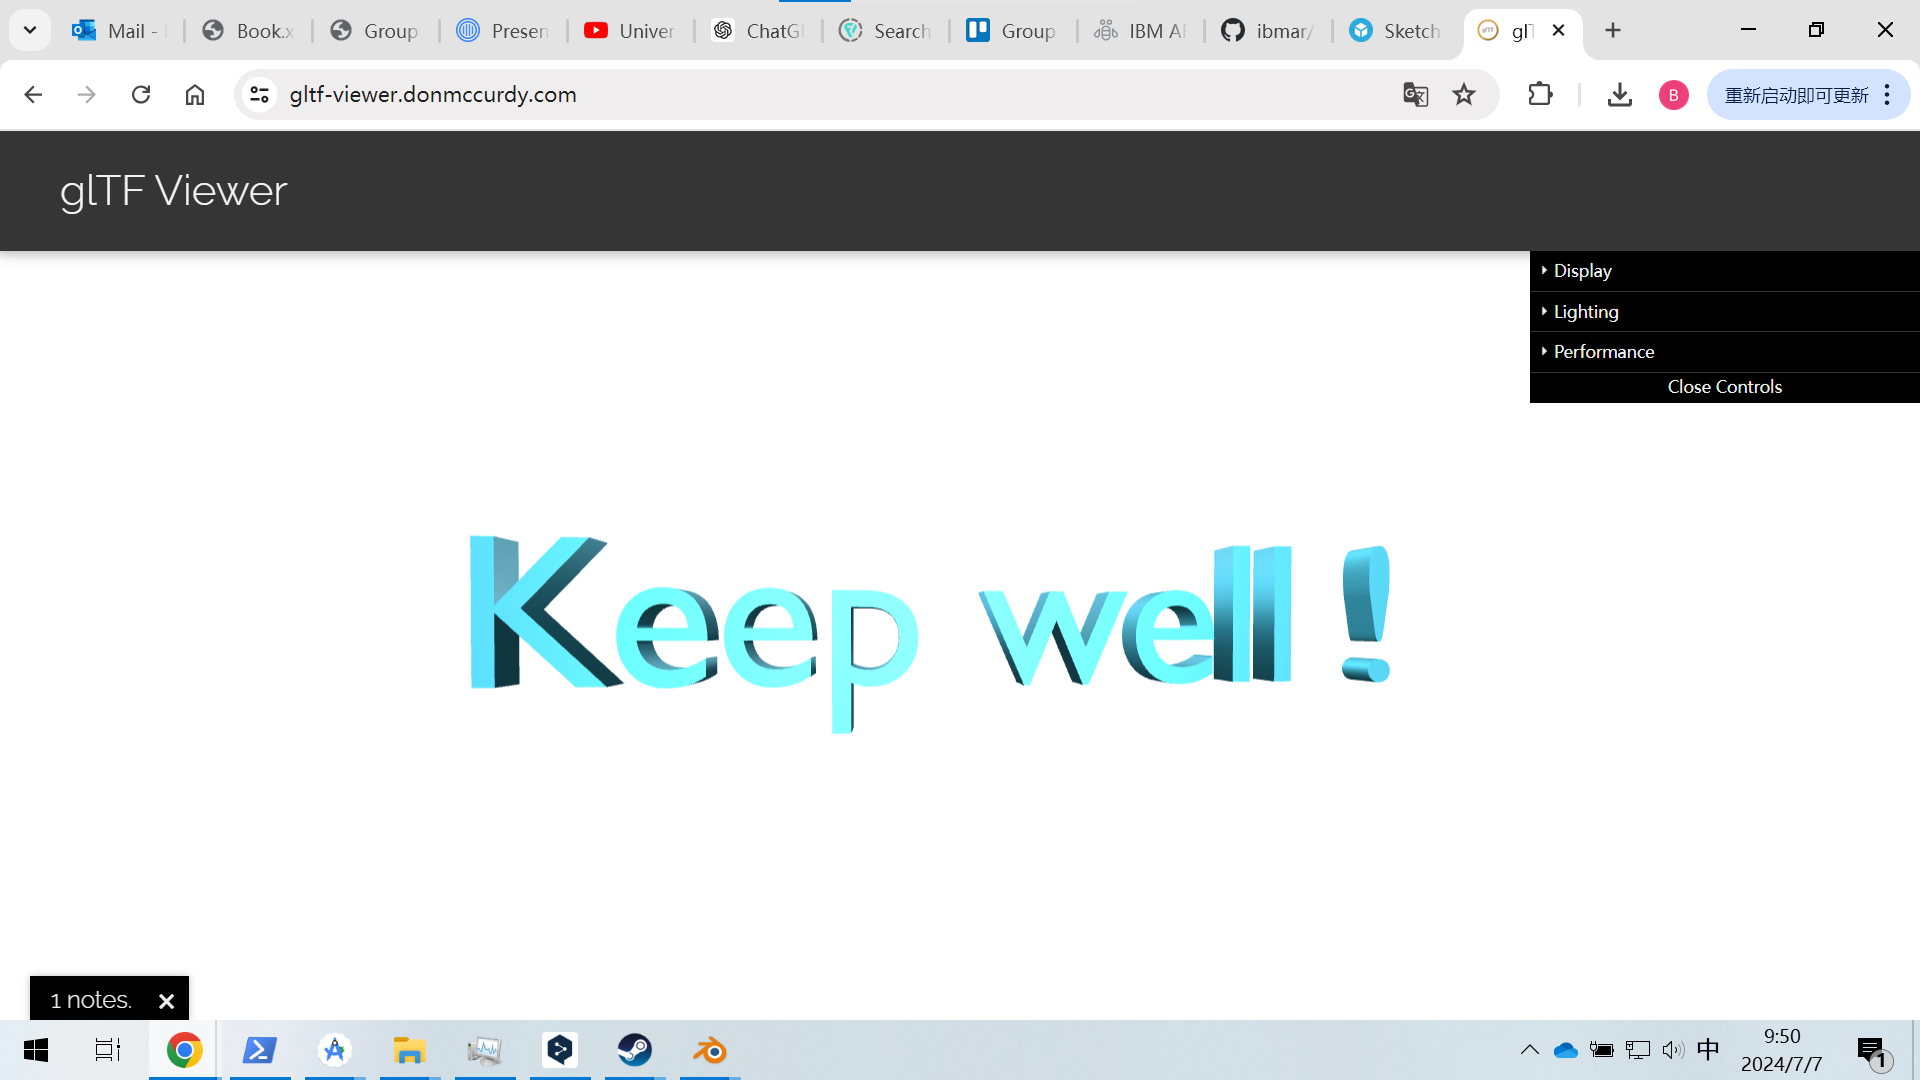 Mail -
Book.x
Group
Presen
Univer
ChatG
Search
Group
IBM AP
ibmar/
Sketch
glT
gltf-viewer.donmccurdy.com
B
重新启动即可更新
glTF Viewer
Display
Lighting
Performance
Close Controls
Keep well !
1 notes.
中
9:50
2024/7/7
1